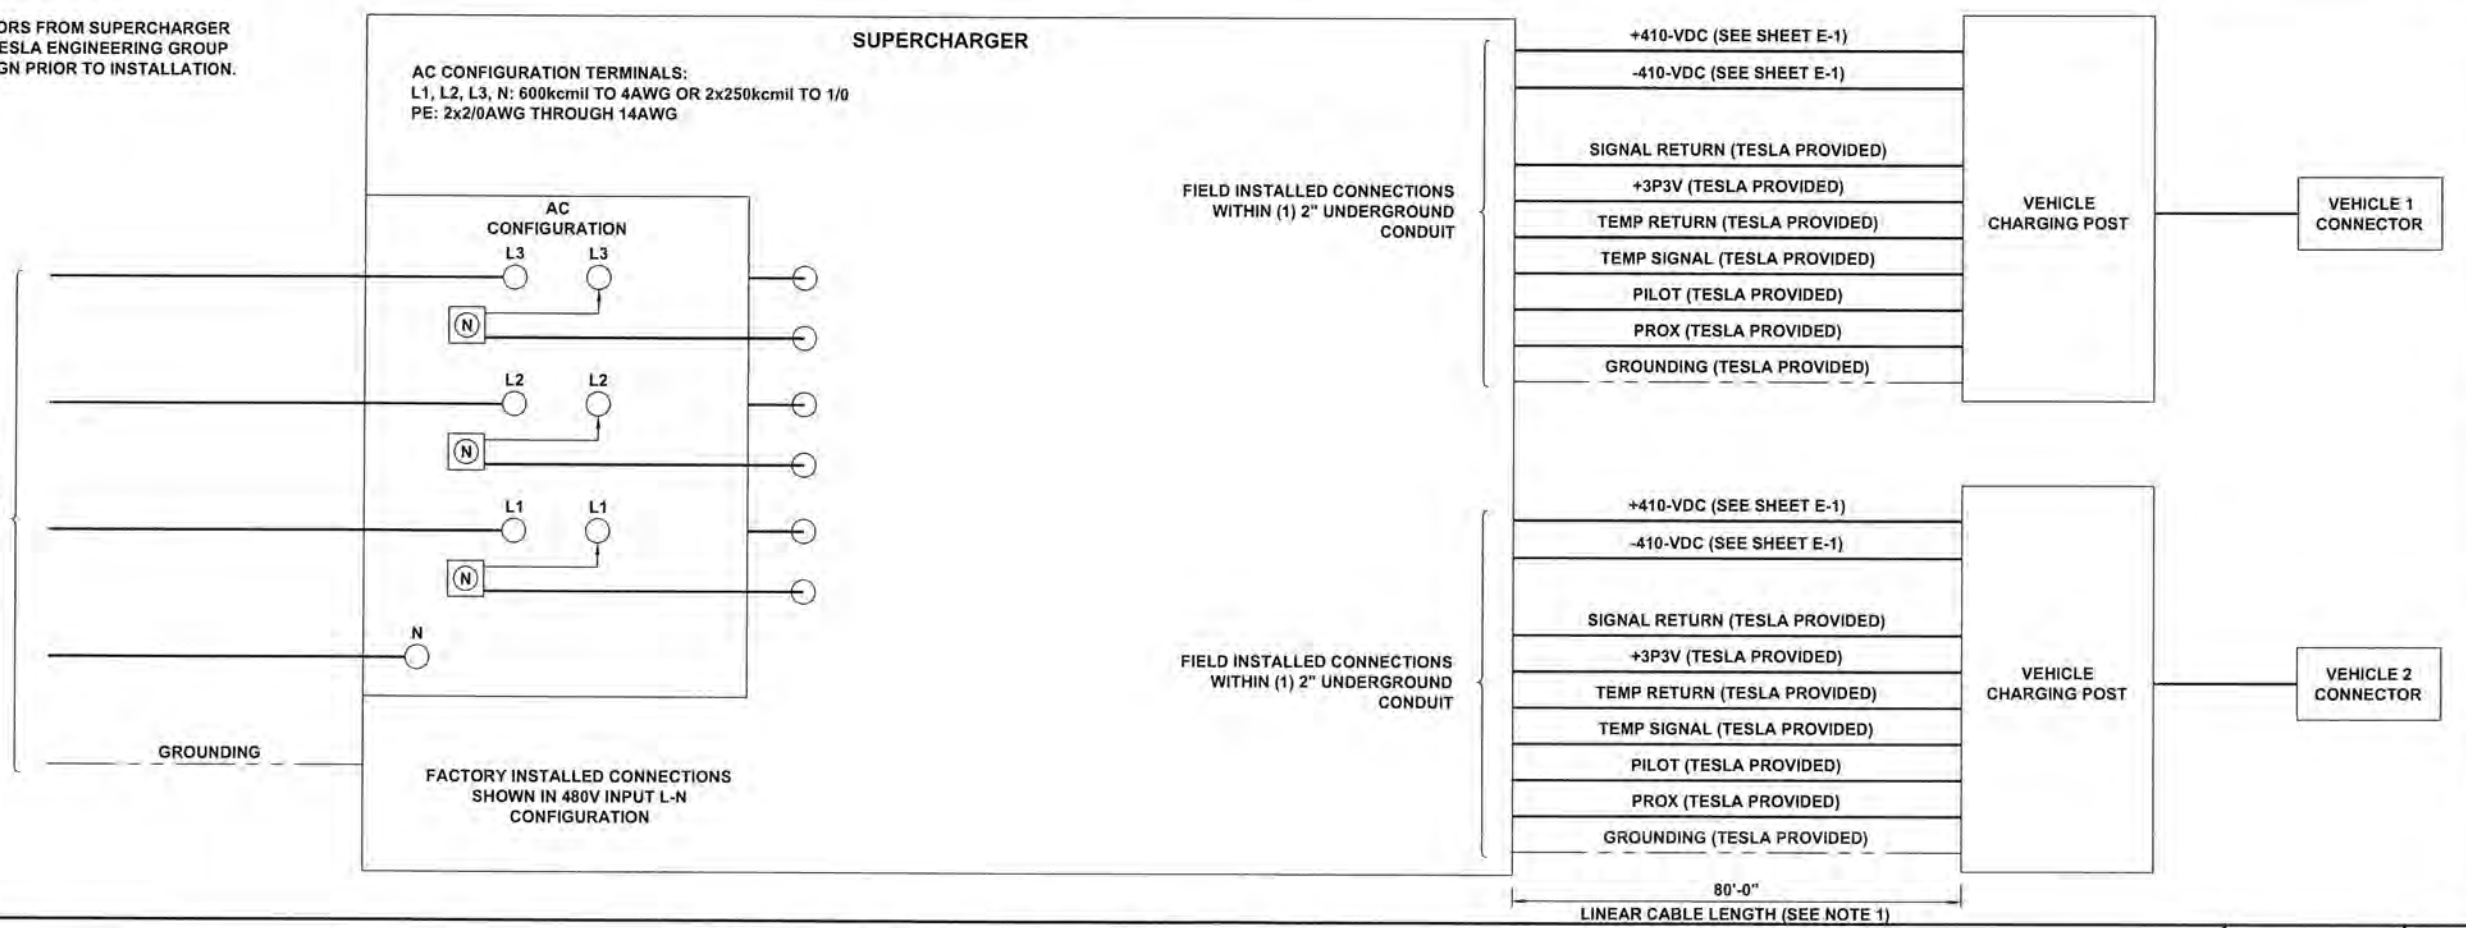 ORS FROM SUPERCHARGER
ESLA ENGINEERING GROUP
GN PRIOR TO INSTALLATION.
SUPERCHARGER
AC CONFIGURATION TERMINALS:
L1, L2, L3, N: 600kcmil TO 4AWG OR 2x250kcmil TO 1/0
PE: 2x2/0AWG THROUGH 14AWG
AC
CONFIGURATION
L3 L3
N
L2 L2
N
L1 L1
N
N
GROUNDING
FACTORY INSTALLED CONNECTIONS
SHOWN IN 480V INPUT L-N
CONFIGURATION
FIELD INSTALLED CONNECTIONS
WITHIN (1) 2" UNDERGROUND
CONDUIT
+410-VDC (SEE SHEET E-1)
-410-VDC (SEE SHEET E-1)
SIGNAL RETURN (TESLA PROVIDED)
+3P3V (TESLA PROVIDED)
TEMP RETURN (TESLA PROVIDED)
TEMP SIGNAL (TESLA PROVIDED)
PILOT (TESLA PROVIDED)
PROX (TESLA PROVIDED)
GROUNDING (TESLA PROVIDED)
VEHICLE
CHARGING POST
VEHICLE 1
CONNECTOR
FIELD INSTALLED CONNECTIONS
WITHIN (1) 2" UNDERGROUND
CONDUIT
+410-VDC (SEE SHEET E-1)
-410-VDC (SEE SHEET E-1)
SIGNAL RETURN (TESLA PROVIDED)
+3P3V (TESLA PROVIDED)
TEMP RETURN (TESLA PROVIDED)
TEMP SIGNAL (TESLA PROVIDED)
PILOT (TESLA PROVIDED)
PROX (TESLA PROVIDED)
GROUNDING (TESLA PROVIDED)
VEHICLE
CHARGING POST
VEHICLE 2
CONNECTOR
80'-0"
LINEAR CABLE LENGTH (SEE NOTE 1)